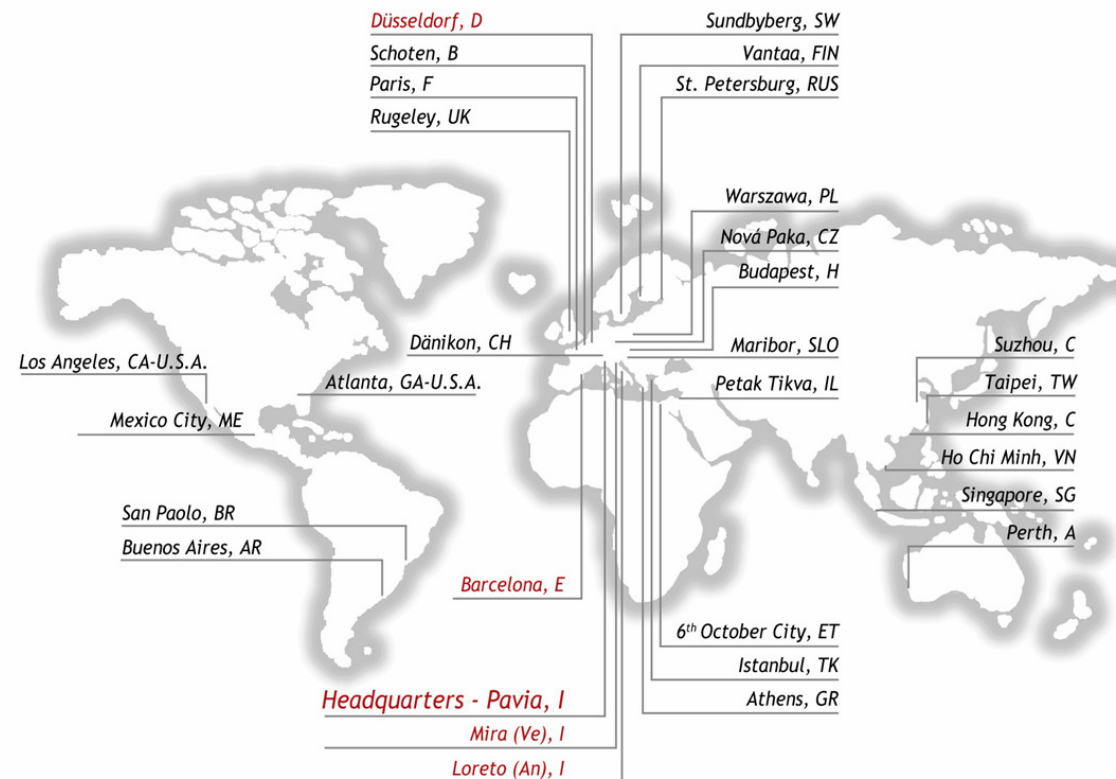 Düsseldorf, D
Schoten, B
Paris, F
Rugeley, UK
Sundbyberg, SW
Vantaa, FIN
St. Petersburg, RUS
Warszawa, PL
Nová Paka, CZ
Budapest, H
Dänikon, CH
Maribor, SLO
Petak Tikva, IL
Los Angeles, CA-U.S.A.
Atlanta, GA-U.S.A.
Mexico City, ME
Suzhou, C
Taipei, TW
Hong Kong, C
Ho Chi Minh, VN
Singapore, SG
Perth, A
San Paolo, BR
Buenos Aires, AR
Barcelona, E
6th October City, ET
Istanbul, TK
Athens, GR
Headquarters - Pavia, I
Mira (Ve), I
Loreto (An), I